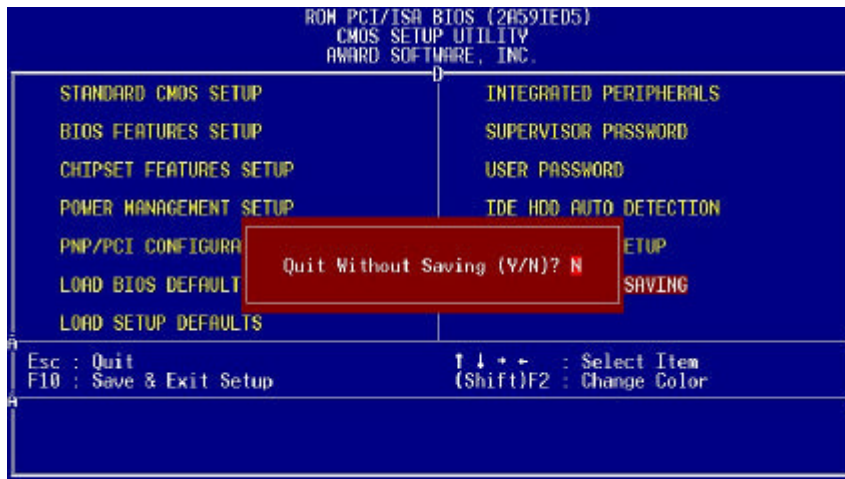 ROM PCI/ISA BIOS (2A59IED5)
CMOS SETUP UTILITY
AWARD SOFTWARE, INC.
STANDARD CMOS SETUP
INTEGRATED PERIPHERALS
BIOS FEATURES SETUP
SUPERVISOR PASSWORD
CHIPSET FEATURES SETUP
USER PASSWORD
POWER MANAGEMENT SETUP
IDE HDD AUTO DETECTION
PNP/PCI CONFIGURA
ETUP
Quit Without Saving (Y/N)? N
LOAD BIOS DEFAULT
SAVING
LOAD SETUP DEFAULTS
Esc : Quit
↑ ↓ → ← : Select Item
F10 : Save & Exit Setup
(Shift)F2 : Change Color